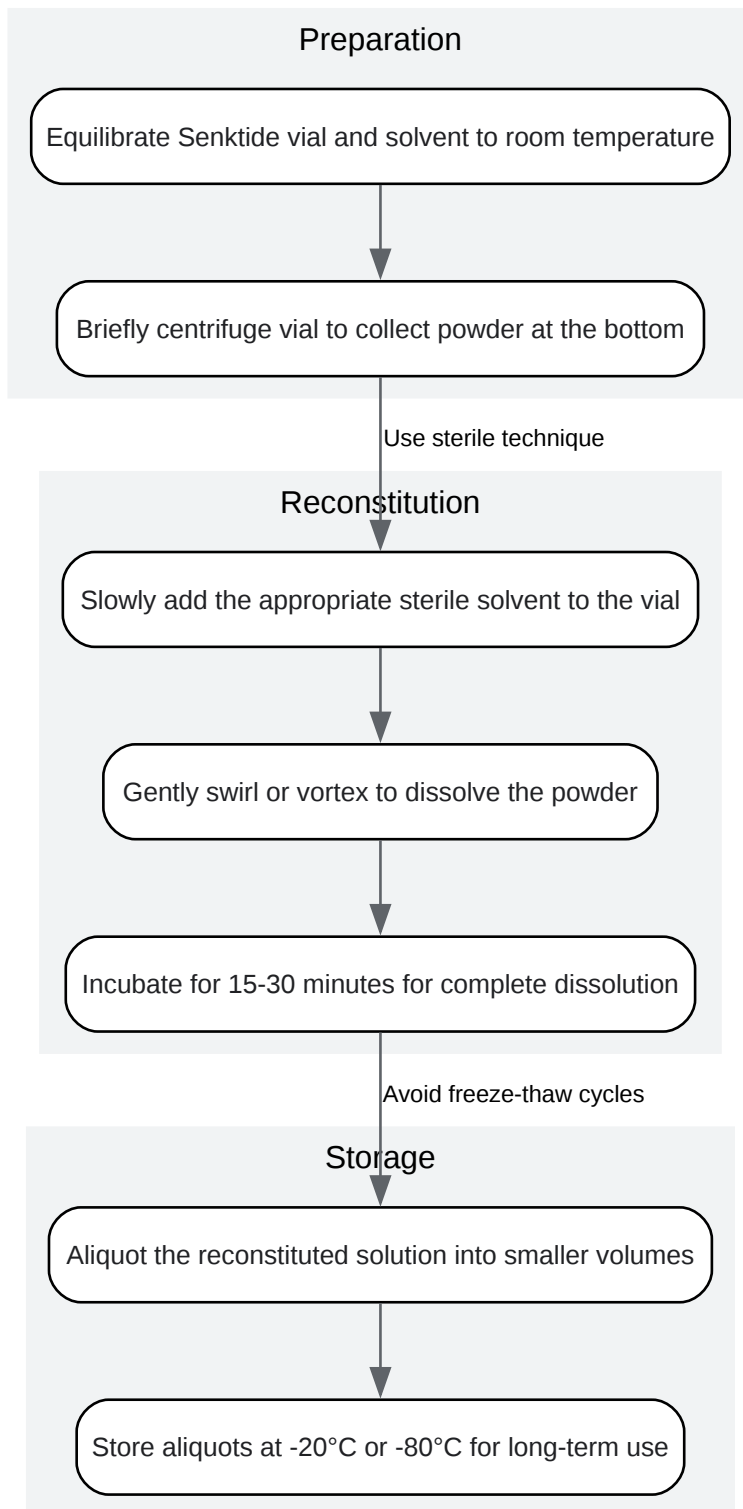 Preparation
Equilibrate Senktide vial and solvent to room temperature
Briefly centrifuge vial to collect powder at the bottom
Use sterile technique
Reconstitution
Slowly add the appropriate sterile solvent to the vial
Gently swirl or vortex to dissolve the powder
Incubate for 15-30 minutes for complete dissolution
Avoid freeze-thaw cycles
Storage
Aliquot the reconstituted solution into smaller volumes
Store aliquots at -20°C or -80°C for long-term use